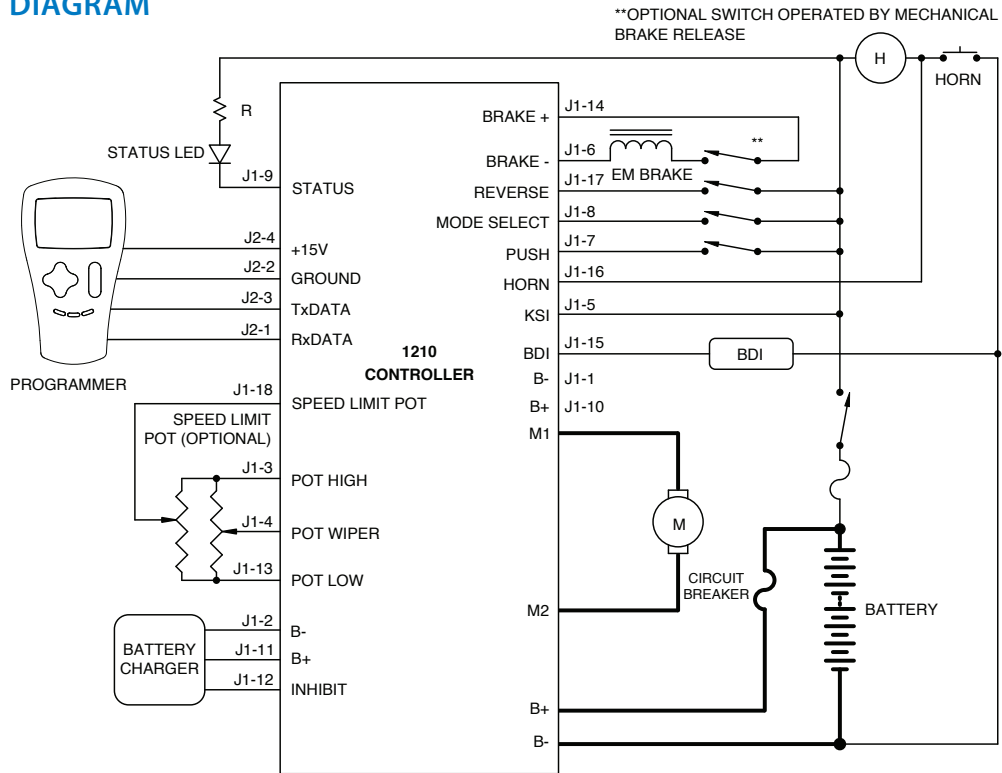 DIAGRAM
**OPTIONAL SWITCH OPERATED BY MECHANICAL
BRAKE RELEASE
H
HORN
R
STATUS LED
J1-9
STATUS
BRAKE +
J1-14
**
BRAKE -
J1-6
EM BRAKE
REVERSE
J1-17
MODE SELECT
J1-8
PUSH
J1-7
HORN
J1-16
KSI
J1-5
BDI
J1-15
BDI
B-
J1-1
B+
J1-10
M1
M
M2
CIRCUIT
BREAKER
BATTERY
B+
B-
1210
CONTROLLER
J2-4
+15V
J2-2
GROUND
J2-3
TxDATA
J2-1
RxDATA
PROGRAMMER
J1-18
SPEED LIMIT POT
SPEED LIMIT
POT (OPTIONAL)
J1-3
POT HIGH
J1-4
POT WIPER
J1-13
POT LOW
BATTERY
CHARGER
J1-2
B-
J1-11
B+
J1-12
INHIBIT